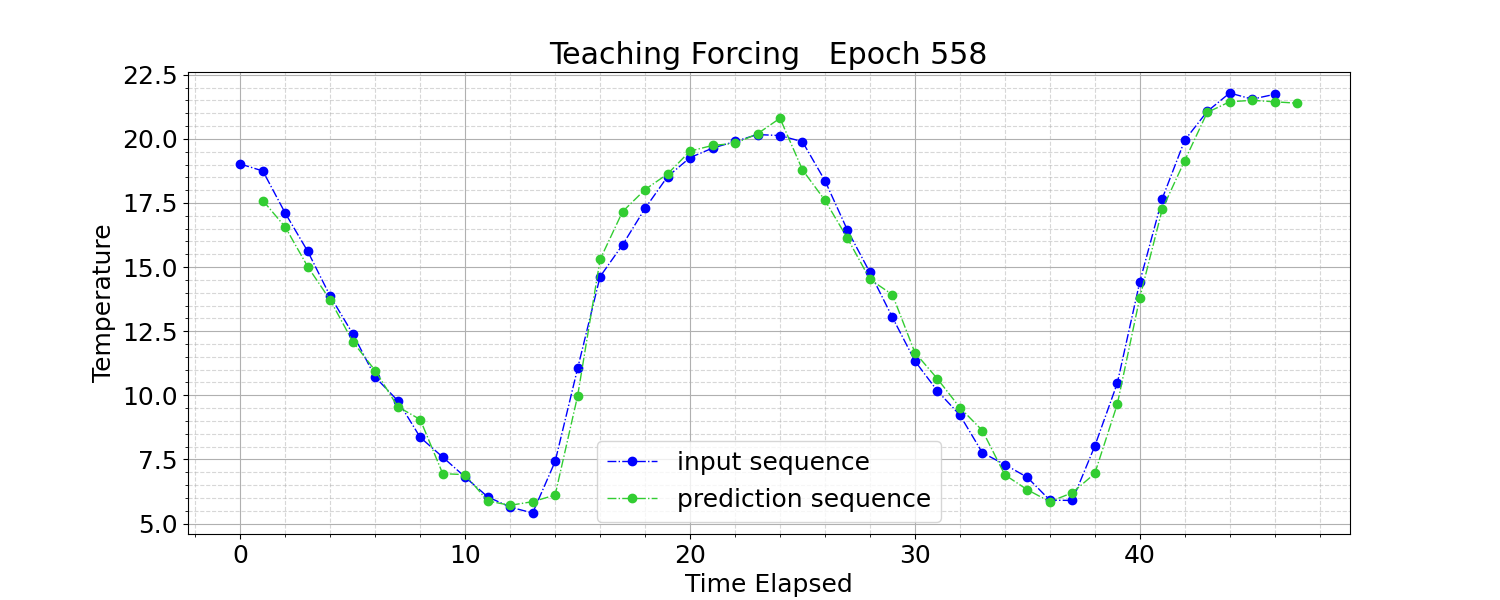 Teaching Forcing   Epoch 558
22.5
20.0
17.5
15.0
12.5
10.0
7.5
5.0
Temperature
input sequence
prediction sequence
0 10 20 30 40
Time Elapsed